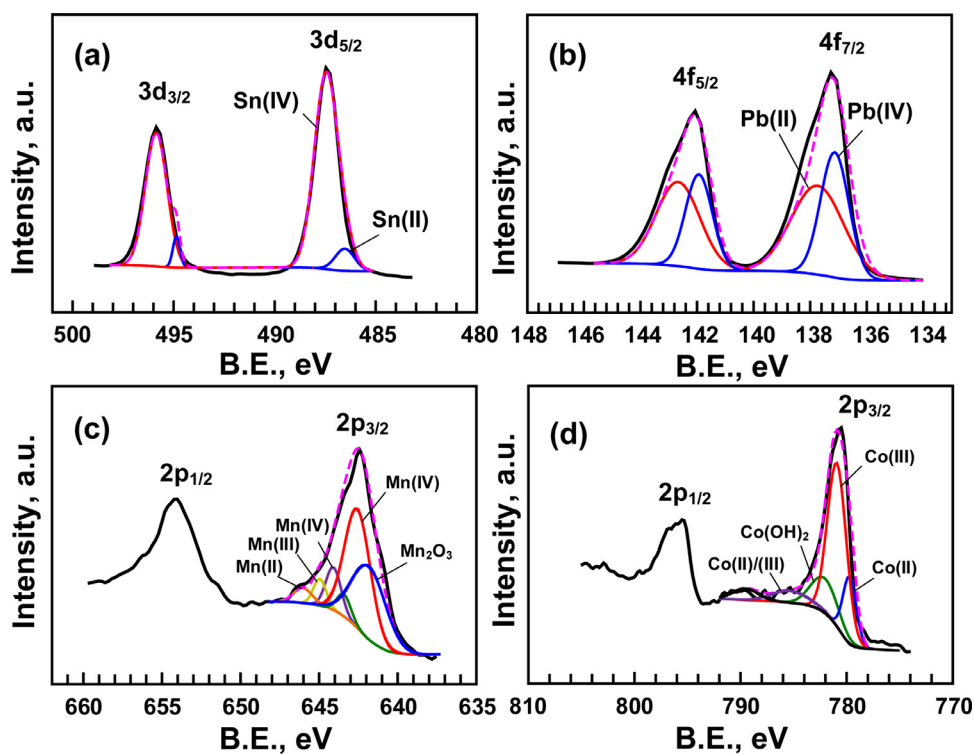 (a)
3d5/2
3d3/2
Sn(IV)
Sn(II)
Intensity, a.u.
500 495 490 485 480
B.E., eV
(b)
4f7/2
4f5/2
Pb(II)
Pb(IV)
Intensity, a.u.
148 146 144 142 140 138 136 134
B.E., eV
(c)
2p3/2
2p1/2
Mn(IV)
Mn(IV)
Mn(III)
Mn(II)
Mn2O3
Intensity, a.u.
660 655 650 645 640 635
B.E., eV
(d)
2p3/2
2p1/2
Co(III)
Co(OH)2
Co(II)/(III)
Co(II)
Intensity, a.u.
810 800 790 780 770
B.E., eV